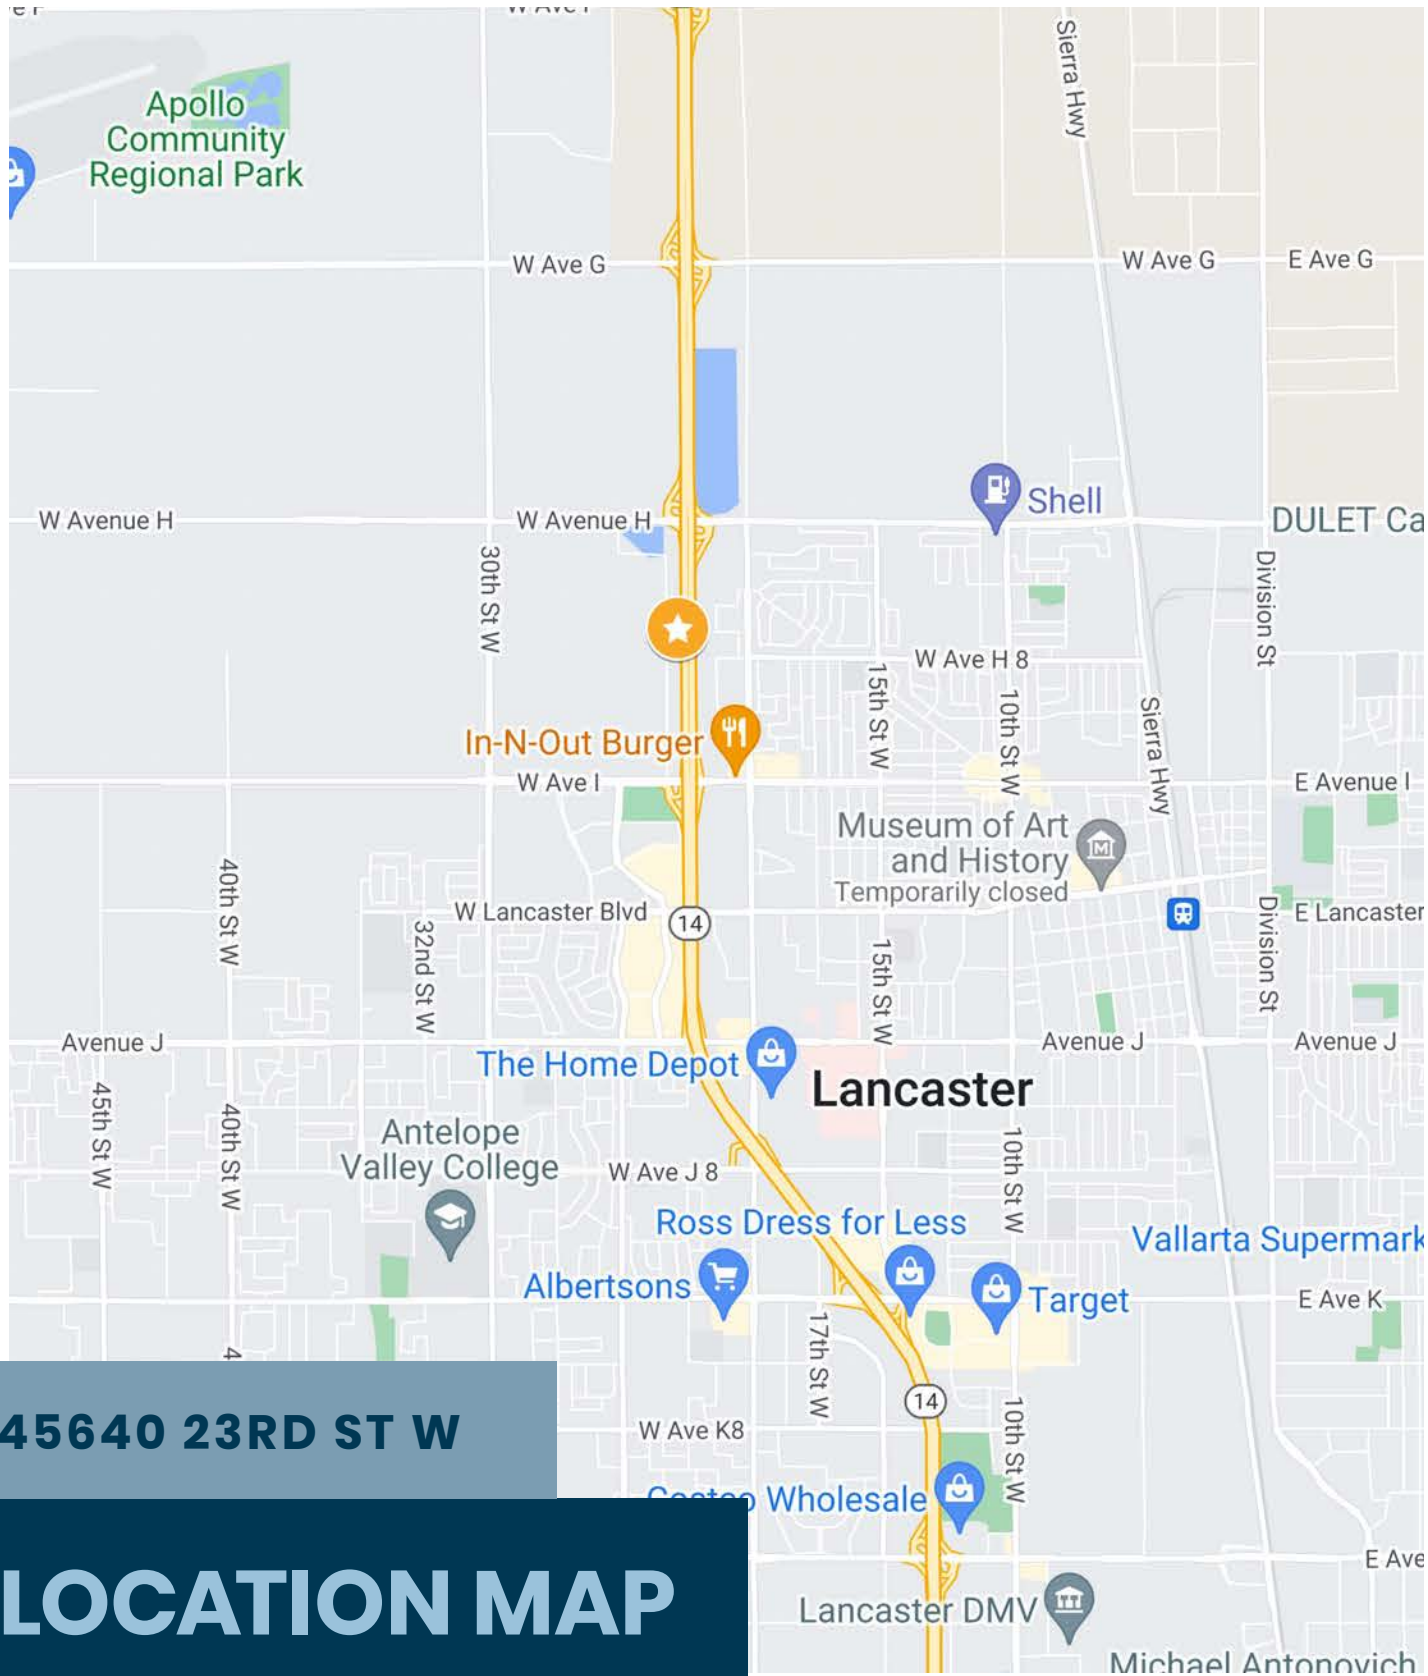 W Ave F
Sierra Hwy
Apollo
Community
Regional Park
W Ave G
W Ave G
E Ave G
Shell
W Avenue H
W Avenue H
DULET Ca
30th St W
Division St
W Ave H 8
15th St W
10th St W
Sierra Hwy
In-N-Out Burger
W Ave I
E Avenue I
Museum of Art
and History
Temporarily closed
40th St W
W Lancaster Blvd
14
E Lancaster
32nd St W
15th St W
Division St
Avenue J
Avenue J
Avenue J
The Home Depot
Lancaster
45th St W
40th St W
Antelope
Valley College
10th St W
W Ave J 8
Ross Dress for Less
Vallarta Supermark
Albertsons
Target
E Ave K
17th St W
4
14
10th St W
45640 23RD ST W
W Ave K8
Costco Wholesale
E Ave
LOCATION MAP
Lancaster DMV
Michael Antonovich